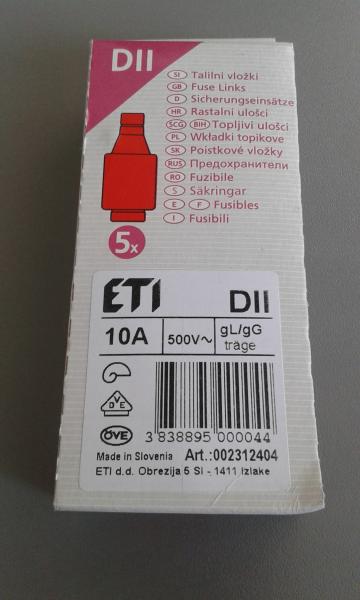 DII
SI Talilni vložki
GB Fuse Links
D Sicherungseinsätze
HR Rastalni ulošci
SCG BIH Topljivi ulošci
PL Wkładki topikowe
SK Poistkové vložky
RUS Предохранители
RO Fuzibile
S Säkringar
E F Fusibles
I Fusibili
5x
ETI DII
10A 500V~ gL/gG
träge
VDE
ÖVE
3 838895 000044
Made in Slovenia Art.:002312404
ETI d.d. Obrezija 5 SI - 1411 Izlake